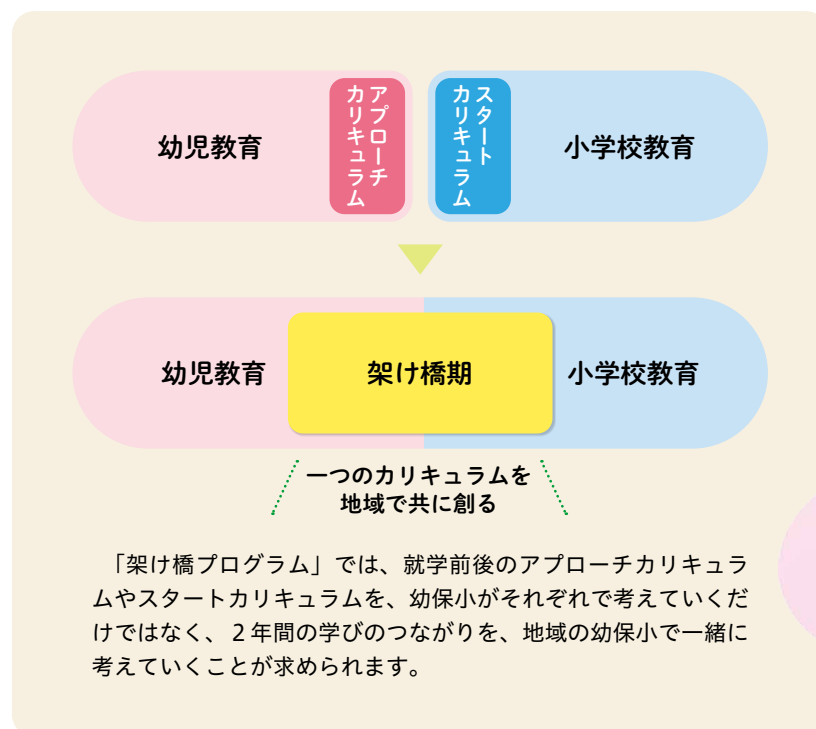 幼児教育
アプローチ
カリキュラム
スタート
カリキュラム
小学校教育
幼児教育
架け橋期
小学校教育
一つのカリキュラムを
地域で共に創る
「架け橋プログラム」では、就学前後のアプローチカリキュラ
ムやスタートカリキュラムを、幼保小がそれぞれで考えていくだ
けではなく、２年間の学びのつながりを、地域の幼保小で一緒に
考えていくことが求められます。